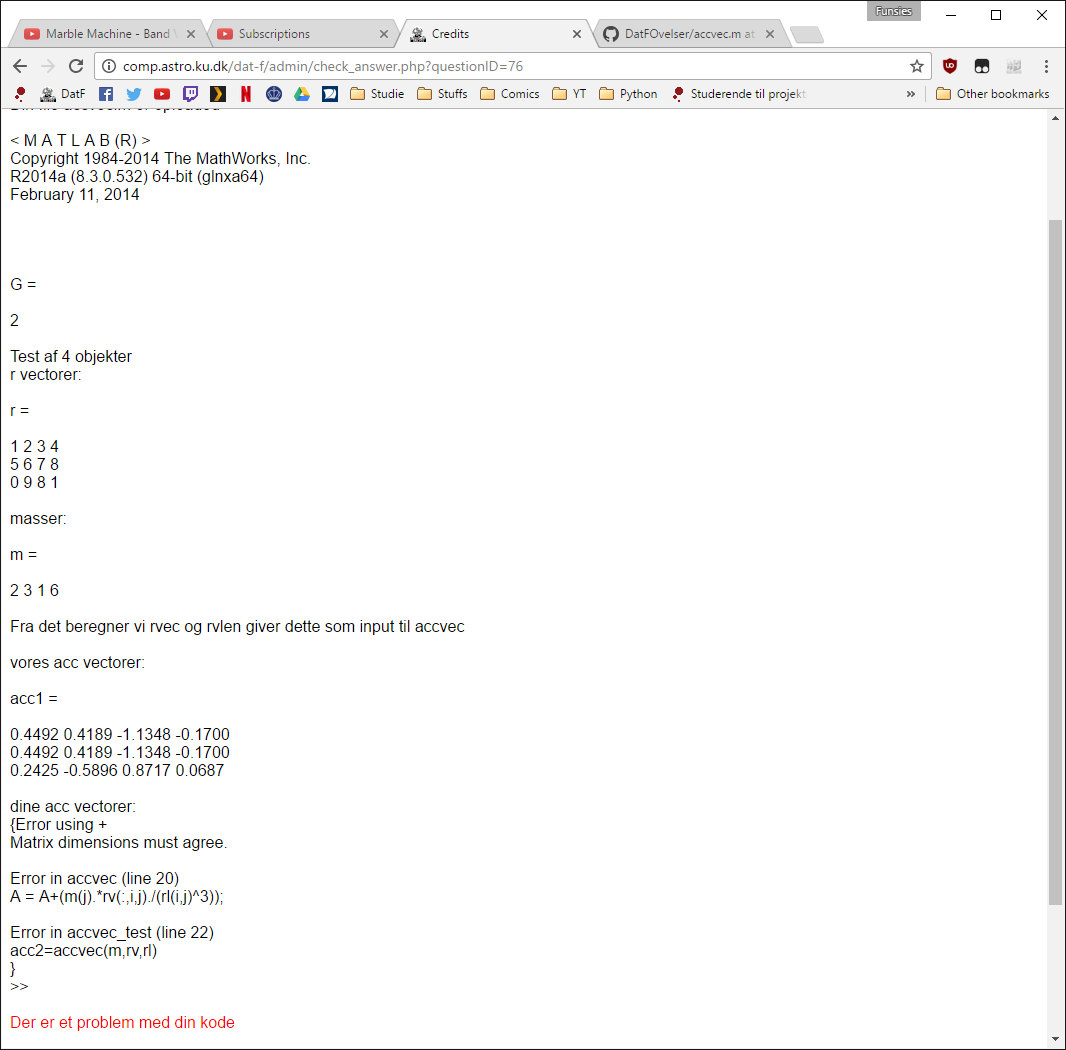 Funsies
Marble Machine - Band
Subscriptions
Credits
DatFOvelser/accvec.m at
comp.astro.ku.dk/dat-f/admin/check_answer.php?questionID=76
DatF
Studie
Stuffs
Comics
YT
Python
Studerende til projekt
»
Other bookmarks
< M A T L A B (R) >
Copyright 1984-2014 The MathWorks, Inc.
R2014a (8.3.0.532) 64-bit (glnxa64)
February 11, 2014
G =
2
Test af 4 objekter
r vectorer:
r =
1 2 3 4
5 6 7 8
0 9 8 1
masser:
m =
2 3 1 6
Fra det beregner vi rvec og rvlen giver dette som input til accvec
vores acc vectorer:
acc1 =
0.4492 0.4189 -1.1348 -0.1700
0.4492 0.4189 -1.1348 -0.1700
0.2425 -0.5896 0.8717 0.0687
dine acc vectorer:
{Error using +
Matrix dimensions must agree.
Error in accvec (line 20)
A = A+(m(j).*rv(:,i,j)./(rl(i,j)^3));
Error in accvec_test (line 22)
acc2=accvec(m,rv,rl)
}
>>
Der er et problem med din kode